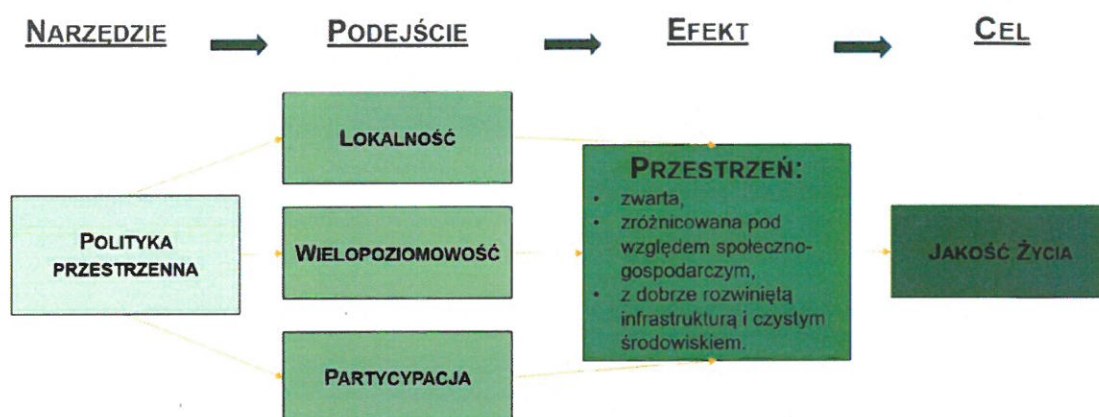 NARZĘDZIE PODEJŚCIE EFEKT CEL
LOKALNOŚĆ
POLITYKA
PRZESTRZENNA
WIELOPOZIOMOWOŚĆ
PARTYCYPACJA
PRZESTRZEŃ:
• zwarta,
• zróżnicowana pod
względem społeczno-
gospodarczym,
• z dobrze rozwiniętą
infrastrukturą i czystym
środowiskiem.
JAKOŚĆ ŻYCIA